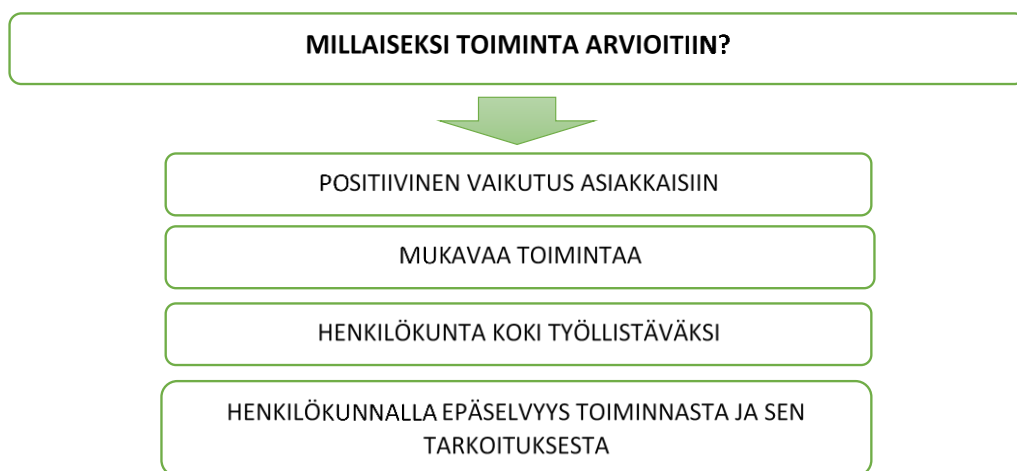 MILLAISEKSI TOIMINTA ARVIOITIIN?
POSITIIVINEN VAIKUTUS ASIAKKAISIIN
MUKAVAA TOIMINTAA
HENKILÖKUNTA KOKI TYÖLLISTÄVÄKSI
HENKILÖKUNNALLA EPÄSELVYYS TOIMINNASTA JA SEN
TARKOITUKSESTA